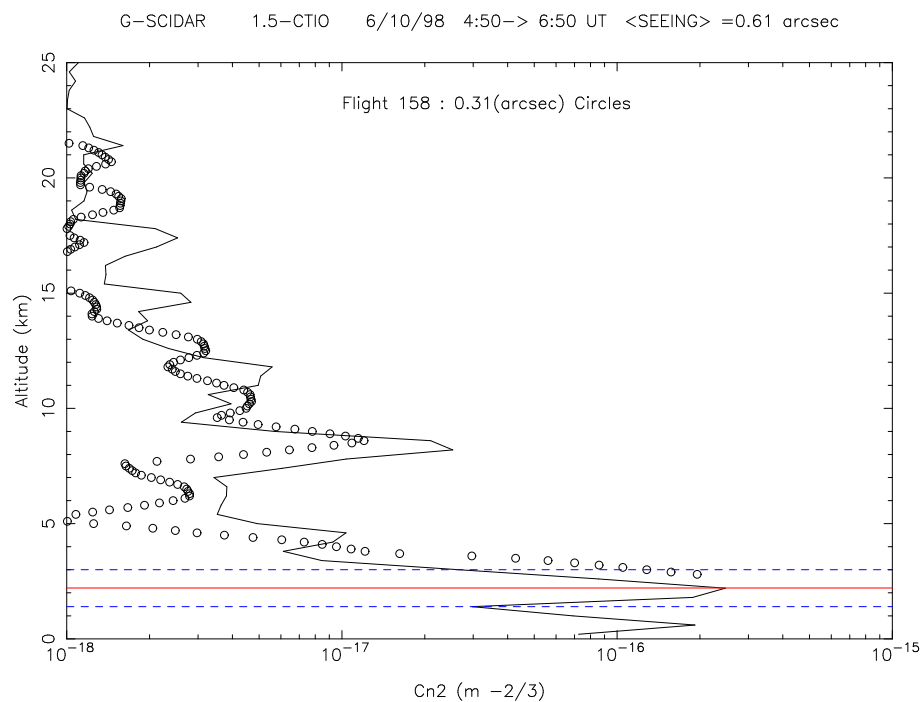 G-SCIDAR 1.5-CTIO 6/10/98 4:50-> 6:50 UT <SEEING> =0.61 arcsec
Flight 158 : 0.31(arcsec) Circles
25
20
15
10
5
0
Altitude (km)
10-18 10-17 10-16 10-15
Cn2 (m -2/3)